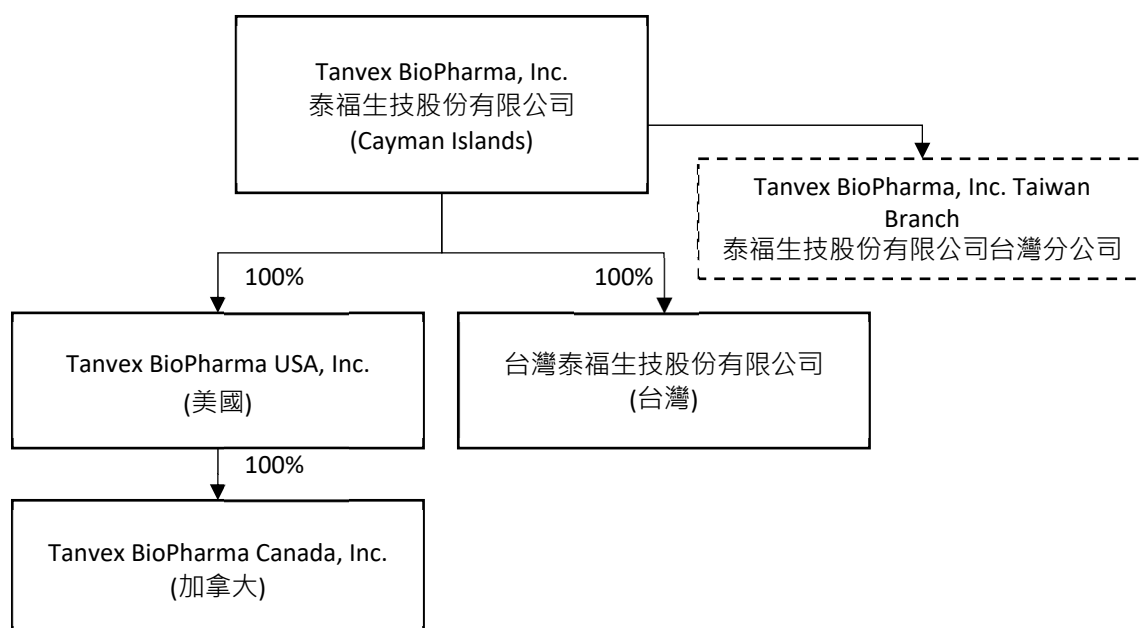 Tanvex BioPharma, Inc.
泰福生技股份有限公司
(Cayman Islands)
Tanvex BioPharma, Inc. Taiwan
Branch
泰福生技股份有限公司台灣分公司
100%
100%
Tanvex BioPharma USA, Inc.
(美國)
台灣泰福生技股份有限公司
(台灣)
100%
Tanvex BioPharma Canada, Inc.
(加拿大)